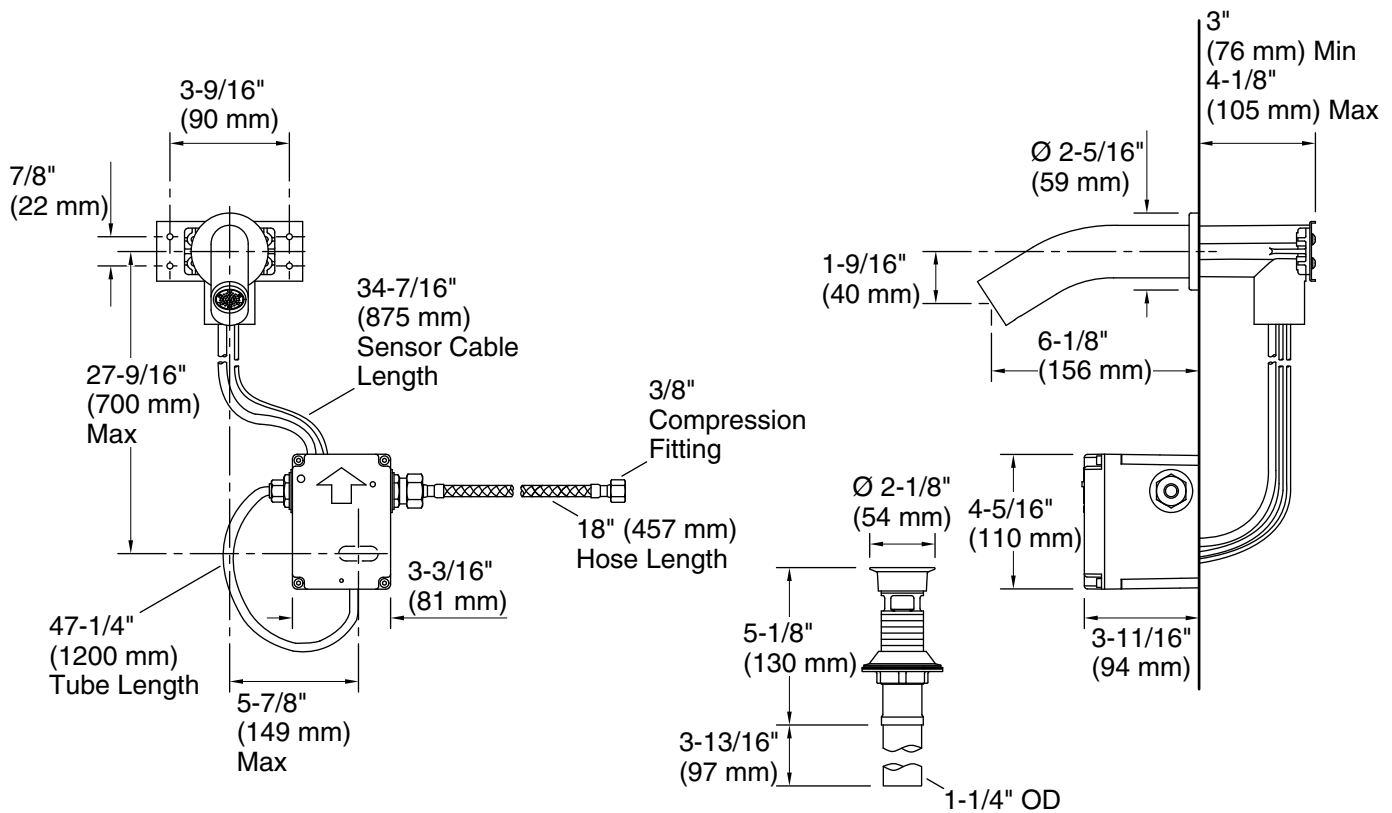 3-9/16"
(90 mm)
7/8"
(22 mm)
34-7/16"
(875 mm)
Sensor Cable
Length
27-9/16"
(700 mm)
Max
3/8"
Compression
Fitting
18" (457 mm)
Hose Length
3-3/16"
(81 mm)
47-1/4"
(1200 mm)
Tube Length
5-7/8"
(149 mm)
Max
3"
(76 mm) Min
4-1/8"
(105 mm) Max
Ø 2-5/16"
(59 mm)
1-9/16"
(40 mm)
6-1/8"
(156 mm)
Ø 2-1/8"
(54 mm)
4-5/16"
(110 mm)
5-1/8"
(130 mm)
3-11/16"
(94 mm)
3-13/16"
(97 mm)
1-1/4" OD